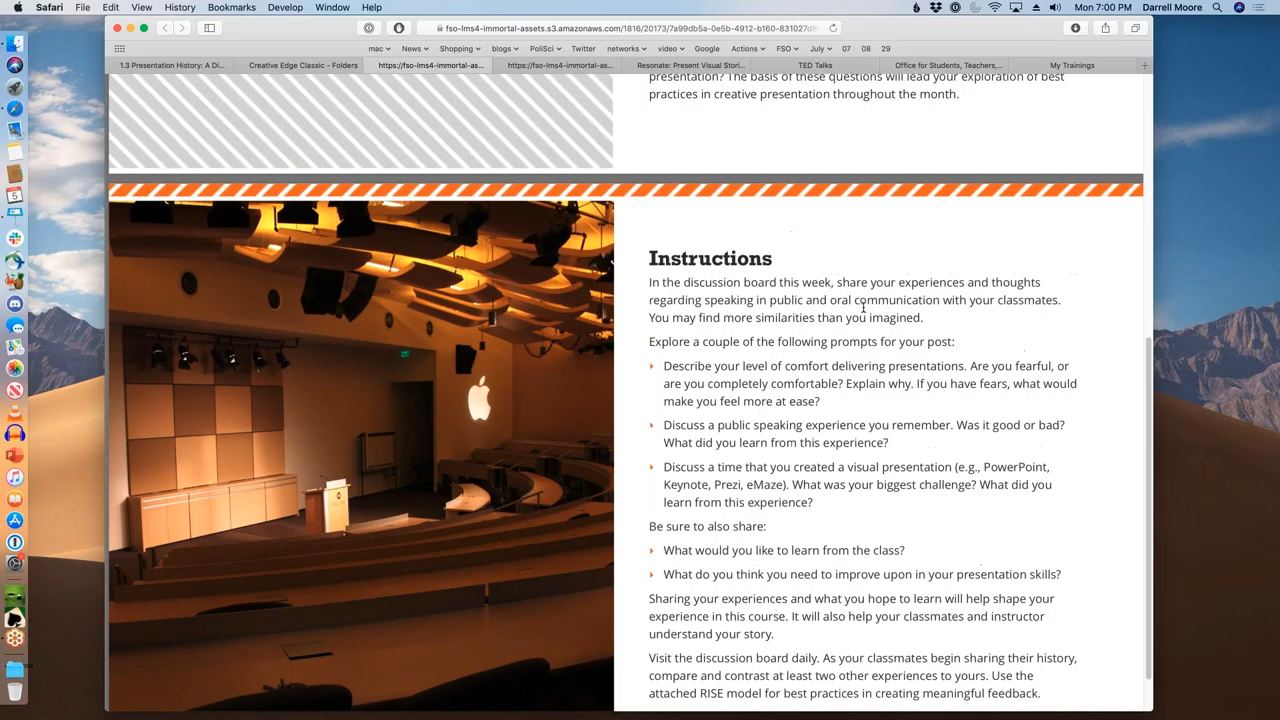 Safari File Edit View History Bookmarks Develop Window Help
Mon 7:00 PM Darrell Moore
fso-lms4-immortal-assets.s3.amazonaws.com/1816/20173/7a99db5a-0e5b-4912-b160-831027d8
mac News Shopping blogs PoliSci Twitter networks video Google Actions FSO July 07 08 29
1.3 Presentation History: A Di... Creative Edge Classic - Folders https://fso-lms4-immortal-as... https://fso-lms4-immortal-as... Resonate: Present Visual Stori... TED Talks Office for Students, Teachers,... My Trainings
presentation? The basis of these questions will lead your exploration of best
practices in creative presentation throughout the month.
Instructions
In the discussion board this week, share your experiences and thoughts
regarding speaking in public and oral communication with your classmates.
You may find more similarities than you imagined.
Explore a couple of the following prompts for your post:
Describe your level of comfort delivering presentations. Are you fearful, or
are you completely comfortable? Explain why. If you have fears, what would
make you feel more at ease?
Discuss a public speaking experience you remember. Was it good or bad?
What did you learn from this experience?
Discuss a time that you created a visual presentation (e.g., PowerPoint,
Keynote, Prezi, eMaze). What was your biggest challenge? What did you
learn from this experience?
Be sure to also share:
What would you like to learn from the class?
What do you think you need to improve upon in your presentation skills?
Sharing your experiences and what you hope to learn will help shape your
experience in this course. It will also help your classmates and instructor
understand your story.
Visit the discussion board daily. As your classmates begin sharing their history,
compare and contrast at least two other experiences to yours. Use the
attached RISE model for best practices in creating meaningful feedback.